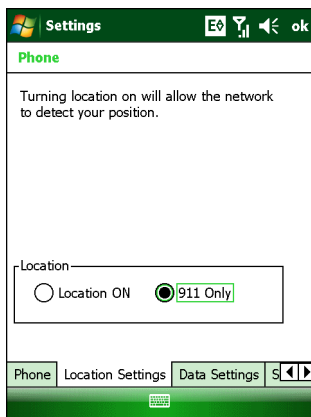 Settings
ok
Phone
Turning location on will allow the network
to detect your position.
Location
Location ON
911 Only
Phone Location Settings Data Settings S